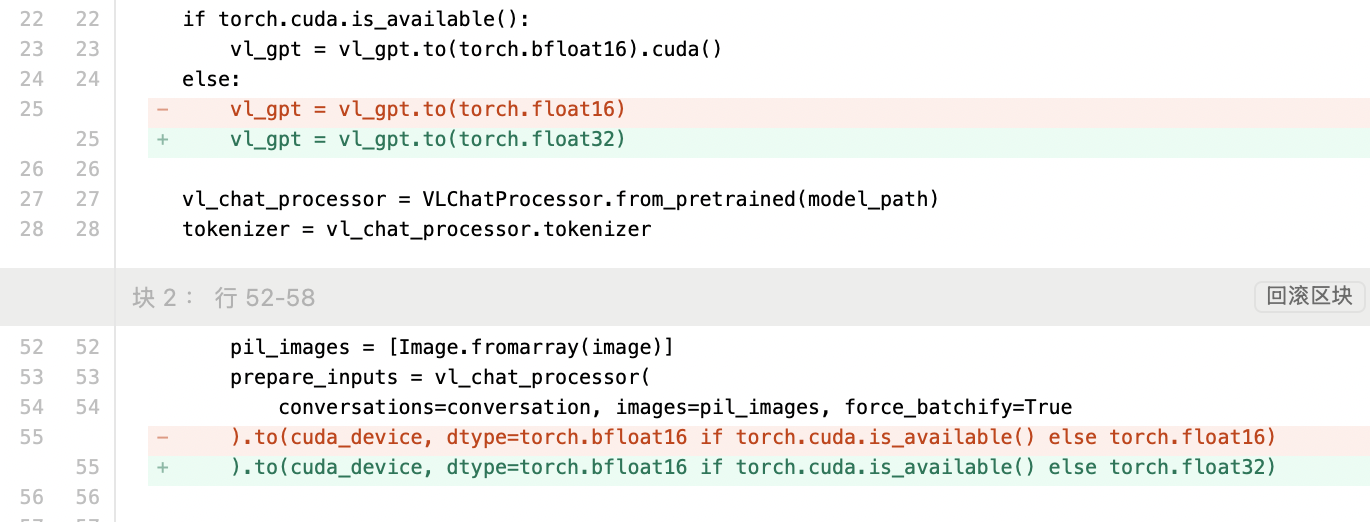 22 22 if torch.cuda.is_available():
23 23 vl_gpt = vl_gpt.to(torch.bfloat16).cuda()
24 24 else:
25 - vl_gpt = vl_gpt.to(torch.float16)
25 + vl_gpt = vl_gpt.to(torch.float32)
26 26
27 27 vl_chat_processor = VLChatProcessor.from_pretrained(model_path)
28 28 tokenizer = vl_chat_processor.tokenizer
块 2： 行 52-58 回滚区块
52 52 pil_images = [Image.fromarray(image)]
53 53 prepare_inputs = vl_chat_processor(
54 54 conversations=conversation, images=pil_images, force_batchify=True
55 - ).to(cuda_device, dtype=torch.bfloat16 if torch.cuda.is_available() else torch.float16)
55 + ).to(cuda_device, dtype=torch.bfloat16 if torch.cuda.is_available() else torch.float32)
56 56